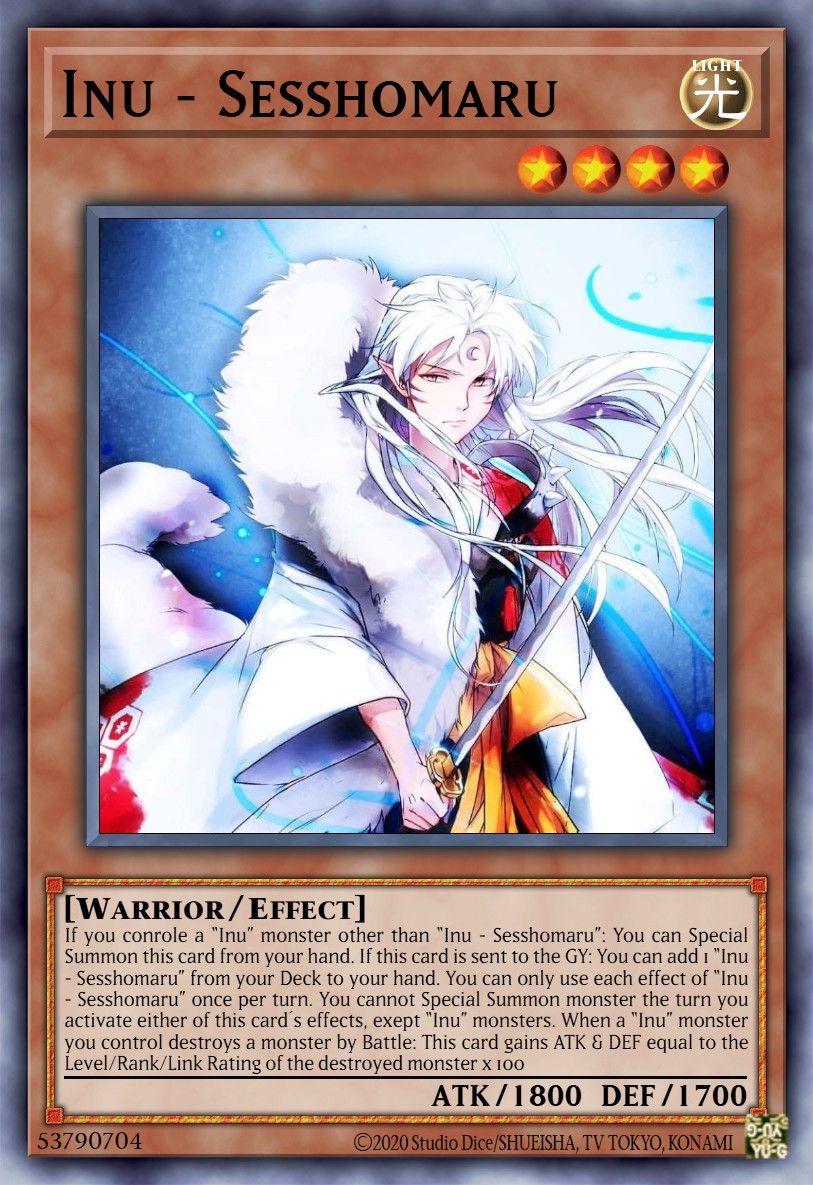 Inu - Sesshomaru
LIGHT
光
[Warrior/Effect]
If you conrole a "Inu" monster other than "Inu - Sesshomaru": You can Special
Summon this card from your hand. If this card is sent to the GY: You can add 1 "Inu
- Sesshomaru" from your Deck to your hand. You can only use each effect of "Inu
- Sesshomaru" once per turn. You cannot Special Summon monster the turn you
activate either of this card´s effects, exept "Inu" monsters. When a "Inu" monster
you control destroys a monster by Battle: This card gains ATK & DEF equal to the
Level/Rank/Link Rating of the destroyed monster x 100
ATK/1800 DEF/1700
53790704 ©2020 Studio Dice/SHUEISHA, TV TOKYO, KONAMI